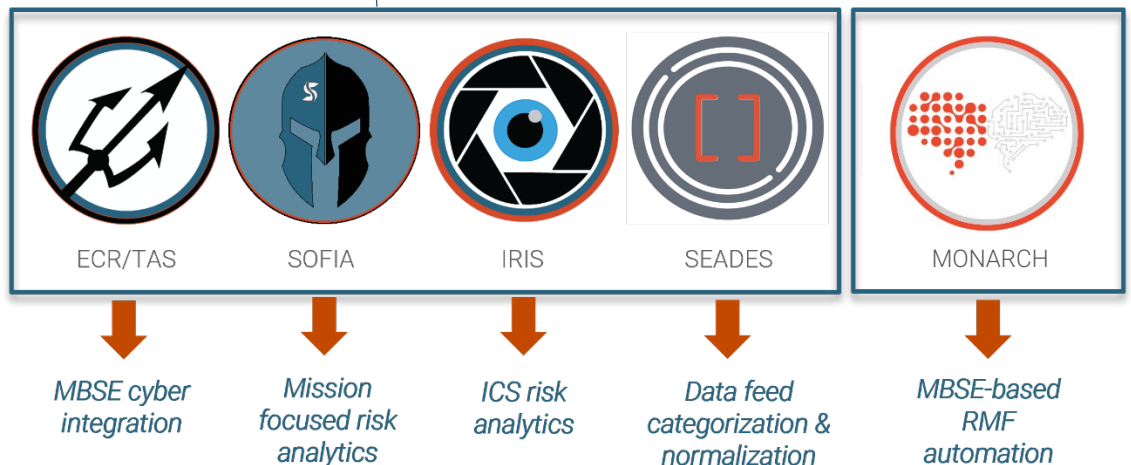 ECR/TAS
SOFIA
IRIS
SEADES
MONARCH
MBSE cyber
integration
Mission
focused risk
analytics
ICS risk
analytics
Data feed
categorization &
normalization
MBSE-based
RMF
automation